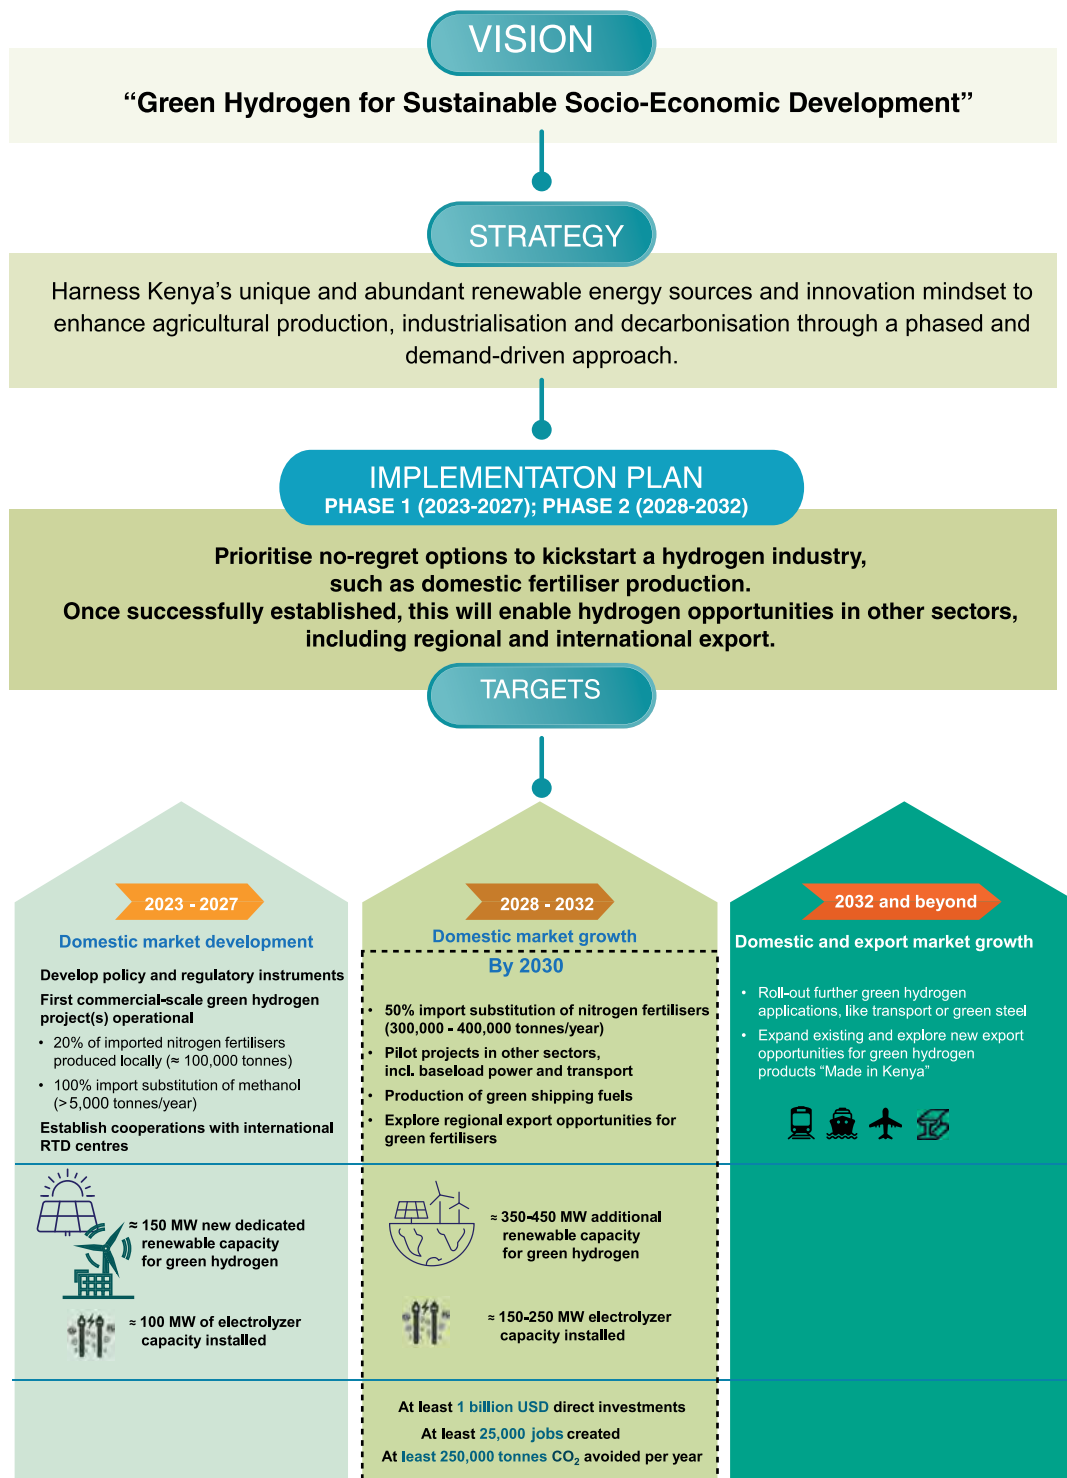 VISION
“Green Hydrogen for Sustainable Socio-Economic Development”
STRATEGY
Harness Kenya’s unique and abundant renewable energy sources and innovation mindset to
enhance agricultural production, industrialisation and decarbonisation through a phased and
demand-driven approach.
IMPLEMENTATON PLAN
PHASE 1 (2023-2027); PHASE 2 (2028-2032)
Prioritise no-regret options to kickstart a hydrogen industry,
such as domestic fertiliser production.
Once successfully established, this will enable hydrogen opportunities in other sectors,
including regional and international export.
TARGETS
2023 - 2027
Domestic market development
Develop policy and regulatory instruments
First commercial-scale green hydrogen
project(s) operational
• 20% of imported nitrogen fertilisers
produced locally (≈ 100,000 tonnes)
• 100% import substitution of methanol
(>5,000 tonnes/year)
Establish cooperations with international
RTD centres
≈ 150 MW new dedicated
renewable capacity
for green hydrogen
≈ 100 MW of electrolyzer
capacity installed
2028 - 2032
Domestic market growth
By 2030
• 50% import substitution of nitrogen fertilisers
(300,000 - 400,000 tonnes/year)
• Pilot projects in other sectors,
incl. baseload power and transport
• Production of green shipping fuels
• Explore regional export opportunities for
green fertilisers
≈ 350-450 MW additional
renewable capacity
for green hydrogen
≈ 150-250 MW electrolyzer
capacity installed
At least 1 billion USD direct investments
At least 25,000 jobs created
At least 250,000 tonnes CO₂ avoided per year
2032 and beyond
Domestic and export market growth
• Roll-out further green hydrogen
applications, like transport or green steel
• Expand existing and explore new export
opportunities for green hydrogen
products “Made in Kenya”